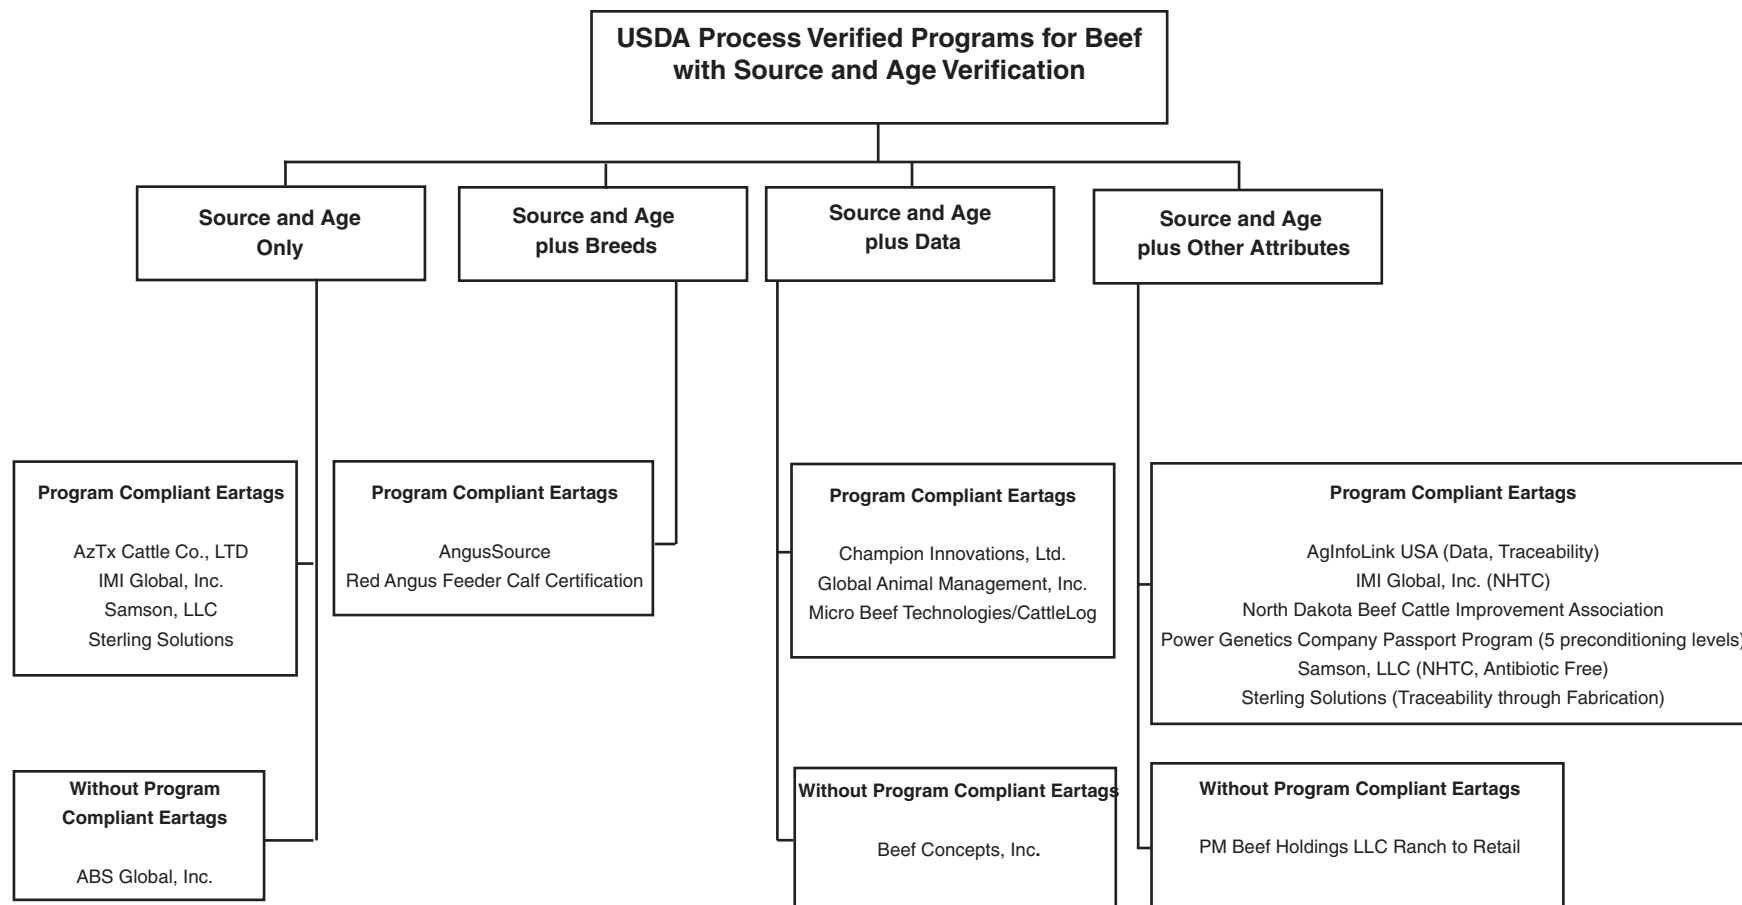 USDA Process Verified Programs for Beef
with Source and Age Verification
Source and Age
Only
Source and Age
plus Breeds
Source and Age
plus Data
Source and Age
plus Other Attributes
Program Compliant Eartags
AzTx Cattle Co., LTD
IMI Global, Inc.
Samson, LLC
Sterling Solutions
Program Compliant Eartags
AngusSource
Red Angus Feeder Calf Certification
Program Compliant Eartags
Champion Innovations, Ltd.
Global Animal Management, Inc.
Micro Beef Technologies/CattleLog
Program Compliant Eartags
AgInfoLink USA (Data, Traceability)
IMI Global, Inc. (NHTC)
North Dakota Beef Cattle Improvement Association
Power Genetics Company Passport Program (5 preconditioning levels)
Samson, LLC (NHTC, Antibiotic Free)
Sterling Solutions (Traceability through Fabrication)
Without Program
Compliant Eartags
ABS Global, Inc.
Without Program Compliant Eartags
Beef Concepts, Inc.
Without Program Compliant Eartags
PM Beef Holdings LLC Ranch to Retail